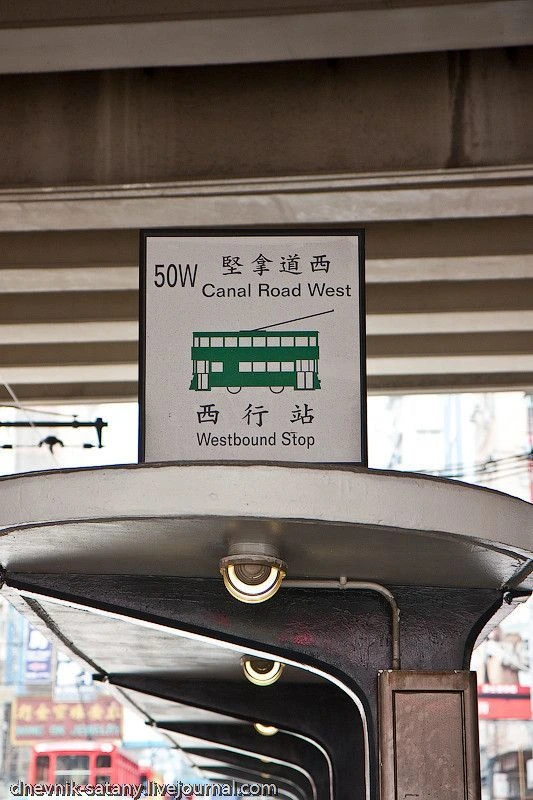 50W
堅拿道西
Canal Road West
西行站
Westbound Stop
dnevnik-satany.livejournal.com